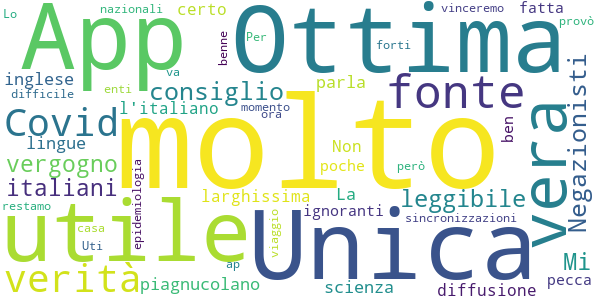 Lo nazionali certo vinceremo fatta
App Ottima provò
benne Per forti
inglese va
difficile enti consiglio parla fonte
Covid l'italiano momento ora ben vera Negazionisti
molto
lingue Non
vergogno poche però
italiani epidemiologia larghissima La leggibile
restamo ignoranti
utile casa Uti viaggio Unica sincronizzazioni
ap Mi
verità piagnucolano scienza diffusione pecca